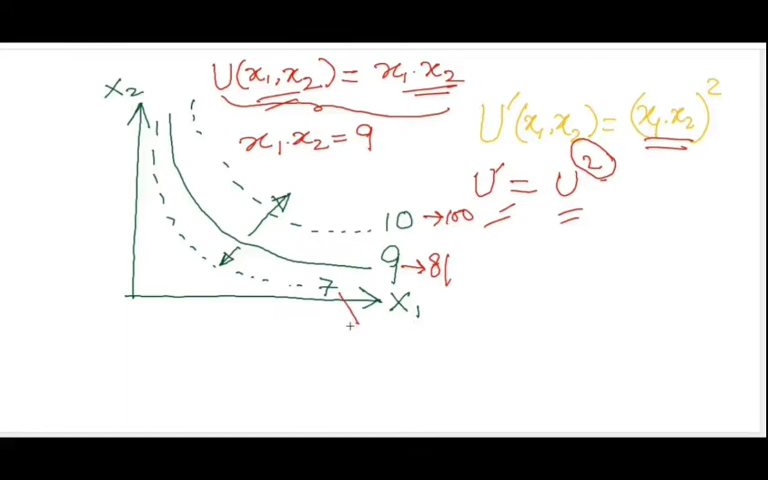 U(x₁,x₂) = x₁.x₂
x₁.x₂ = 9
U'(x₁,x₂) = (x₁.x₂)²
U' = U²
X₂
10 →100
9 →81
7
X₁